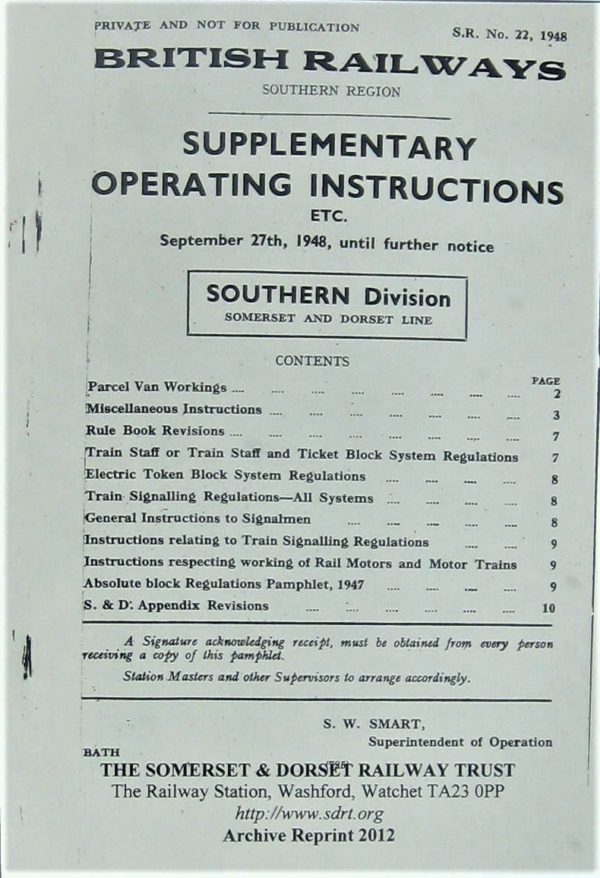 PRIVATE AND NOT FOR PUBLICATION
S.R. No. 22, 1948
BRITISH RAILWAYS
SOUTHERN REGION
SUPPLEMENTARY
OPERATING INSTRUCTIONS
ETC.
September 27th, 1948, until further notice
SOUTHERN Division
SOMERSET AND DORSET LINE
CONTENTS
PAGE
Parcel Van Workings .... .... .... .... .... .... .... .... 2
Miscellaneous Instructions .... .... .... .... .... .... .... 3
Rule Book Revisions .... .... .... .... .... .... .... .... 7
Train Staff or Train Staff and Ticket Block System Regulations 7
Electric Token Block System Regulations .... .... .... .... 8
Train Signalling Regulations—All Systems .... .... .... .... 8
General Instructions to Signalmen .... .... .... .... .... 8
Instructions relating to Train Signalling Regulations .... .... 9
Instructions respecting working of Rail Motors and Motor Trains 9
Absolute block Regulations Pamphlet, 1947 .... .... .... .... 9
S. & D. Appendix Revisions .... .... .... .... .... .... 10
A Signature acknowledging receipt, must be obtained from every person
receiving a copy of this pamphlet.
Station Masters and other Supervisors to arrange accordingly.
S. W. SMART,
Superintendent of Operation
BATH
THE SOMERSET & DORSET RAILWAY TRUST
The Railway Station, Washford, Watchet TA23 0PP
http://www.sdrt.org
Archive Reprint 2012